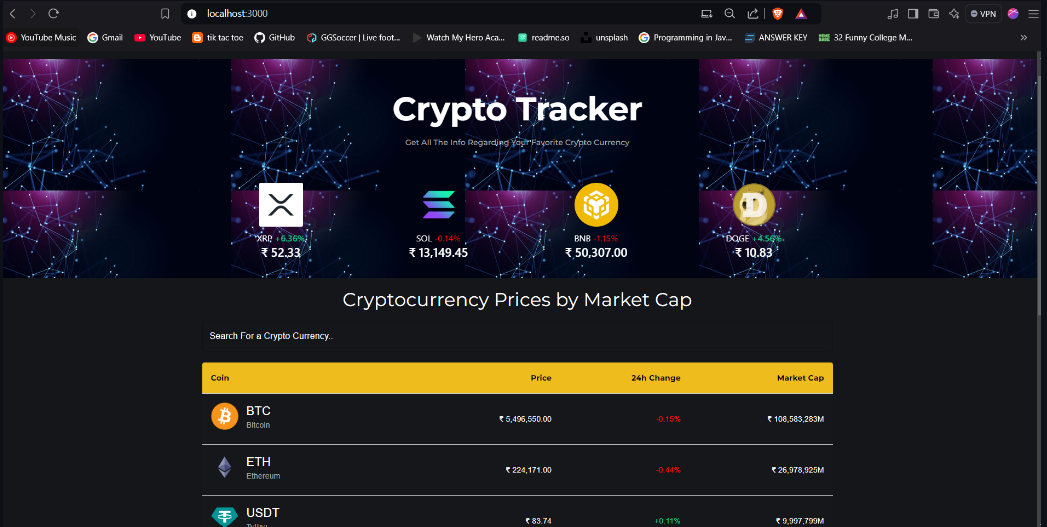 localhost:3000
VPN
YouTube Music Gmail YouTube tik tac toe GitHub GGSoccer | Live foot... Watch My Hero Aca... readme.so unsplash Programming in Jav... ANSWER KEY 32 Funny College M... »
Crypto Tracker
Get All The Info Regarding Your Favorite Crypto Currency
XRP +6.36% SOL -0.14% BNB -1.15% DOGE +4.56%
₹ 52.33 ₹ 13,149.45 ₹ 50,307.00 ₹ 10.83
Cryptocurrency Prices by Market Cap
Search For a Crypto Currency..
Coin Price 24h Change Market Cap
BTC
Bitcoin
₹ 5,496,550.00 -0.15% ₹ 108,583,283M
ETH
Ethereum
₹ 224,171.00 -0.44% ₹ 26,978,925M
USDT
₹ 83.74 +0.11% ₹ 9,997,799M